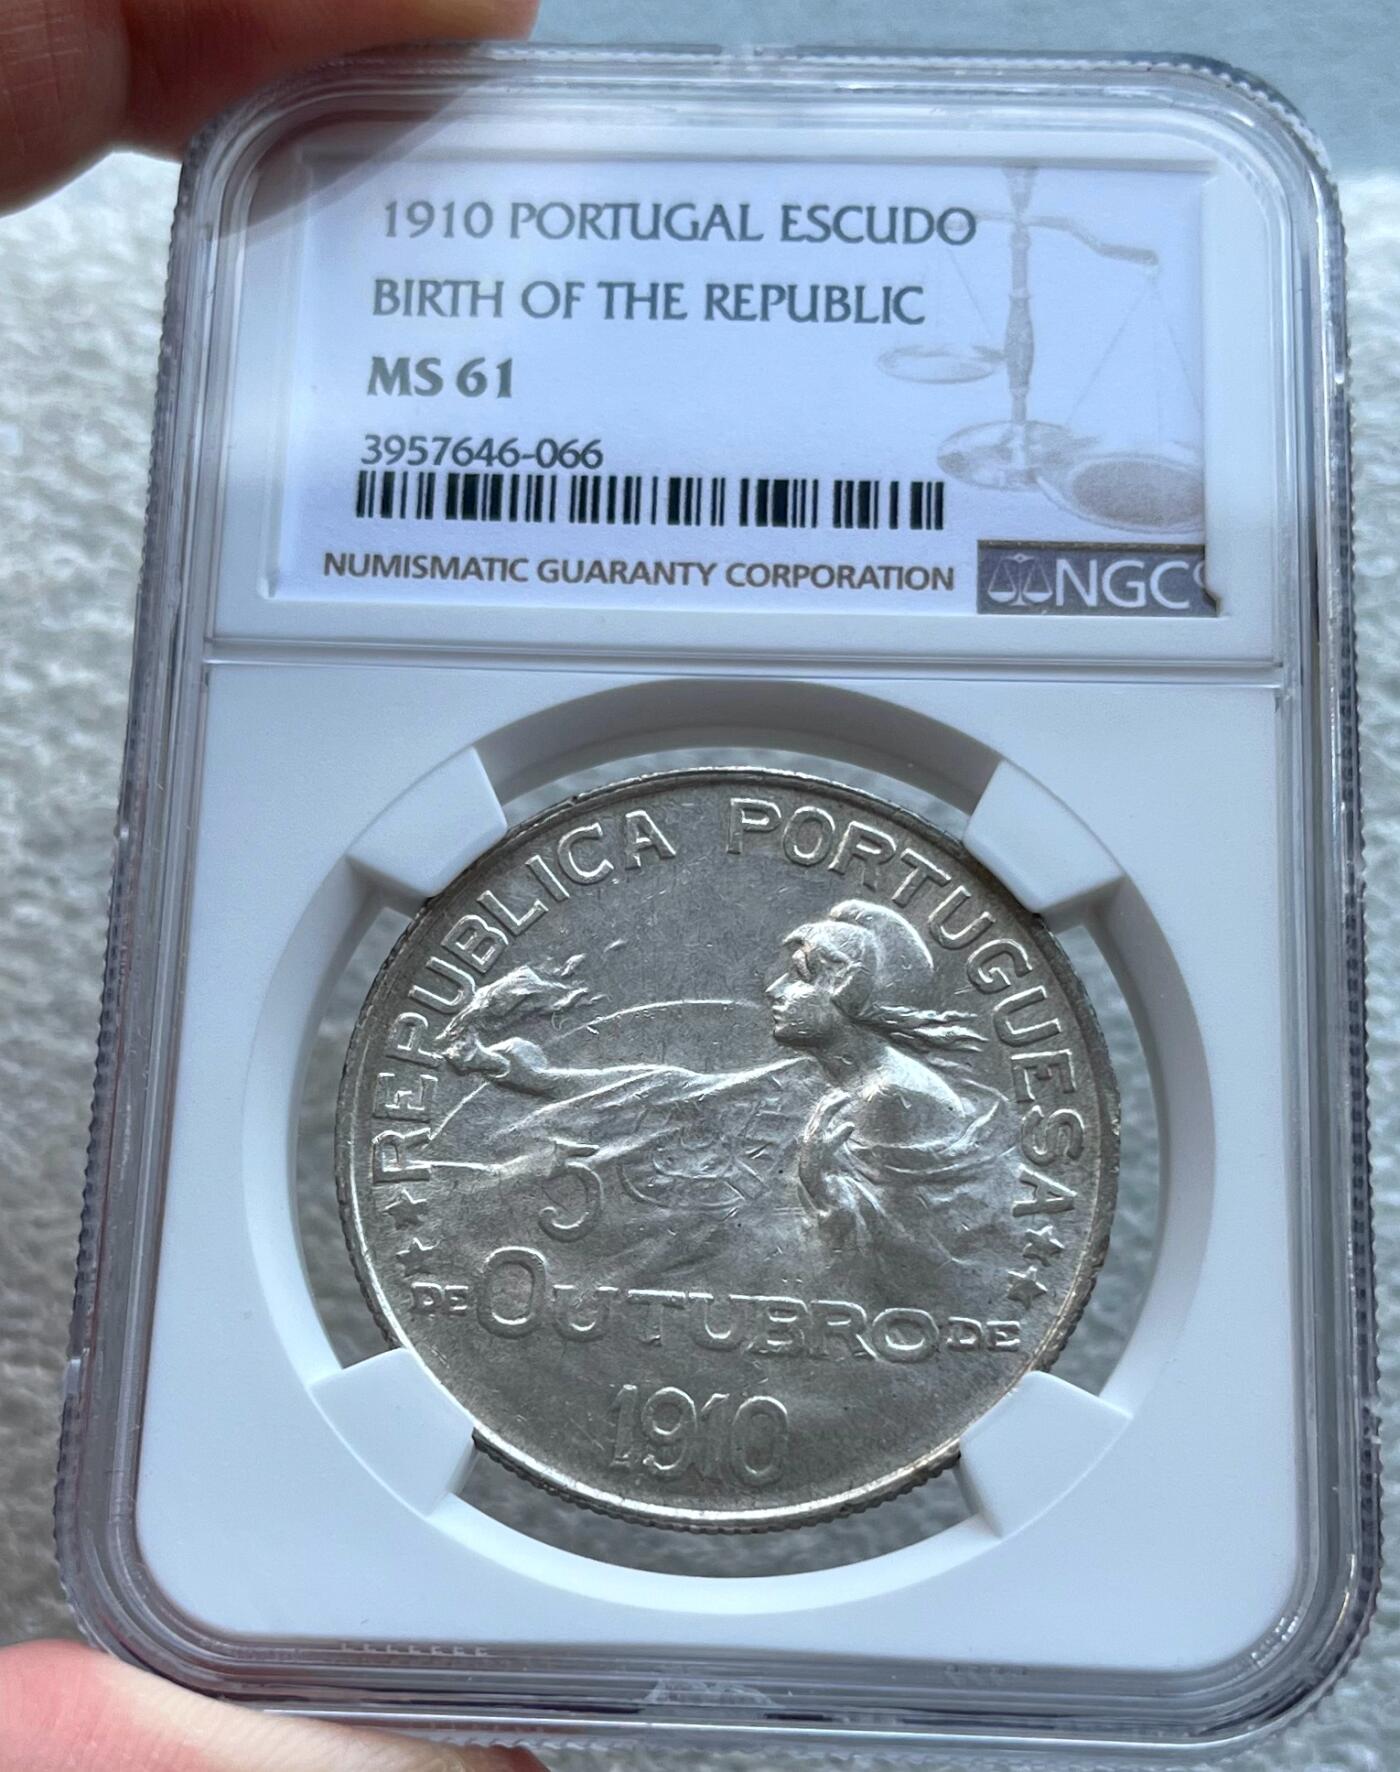 1910 PORTUGAL ESCUDO
BIRTH OF THE REPUBLIC
MS 61
3957646-066
NUMISMATIC GUARANTY CORPORATION
NGC
REPUBLICA PORTUGUESA
5
DE OUTUBRO DE
1910